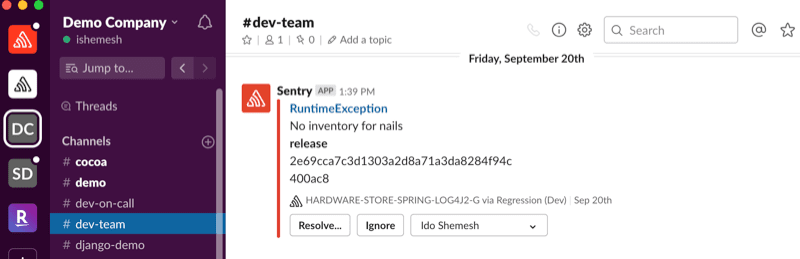 Demo Company
ishemesh
Jump to...
Threads
Channels
# cocoa
# demo
# dev-on-call
# dev-team
# django-demo
DC
SD
R
#dev-team
1 | 0 | Add a topic
Search
Friday, September 20th
Sentry APP 1:39 PM
RuntimeException
No inventory for nails
release
2e69cca7c3d1303a2d8a71a3da8284f94c
400ac8
HARDWARE-STORE-SPRING-LOG4J2-G via Regression (Dev) | Sep 20th
Resolve... Ignore Ido Shemesh